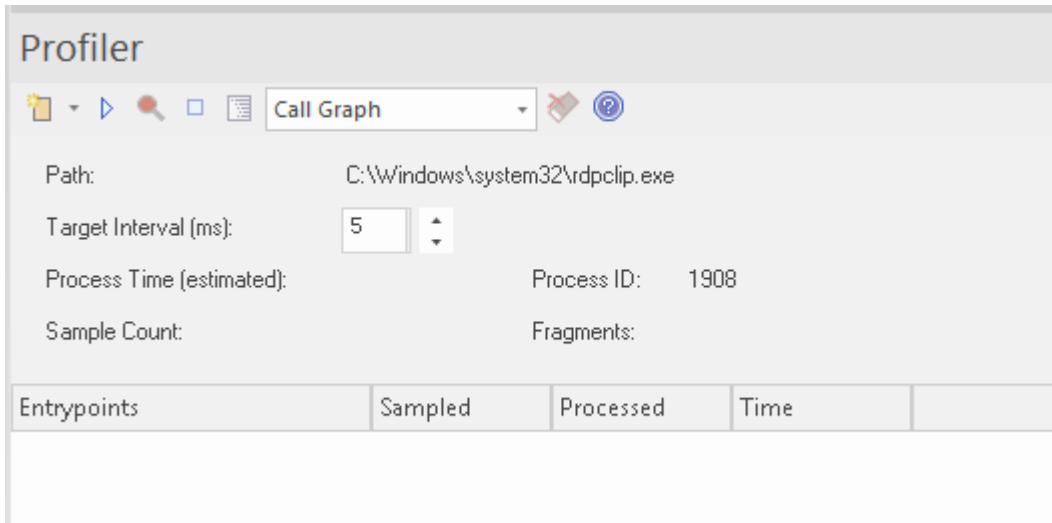 Profiler
Call Graph
Path: C:\Windows\system32\rdpclip.exe
Target Interval (ms): 5
Process Time (estimated): Process ID: 1908
Sample Count: Fragments:
Entrypoints Sampled Processed Time